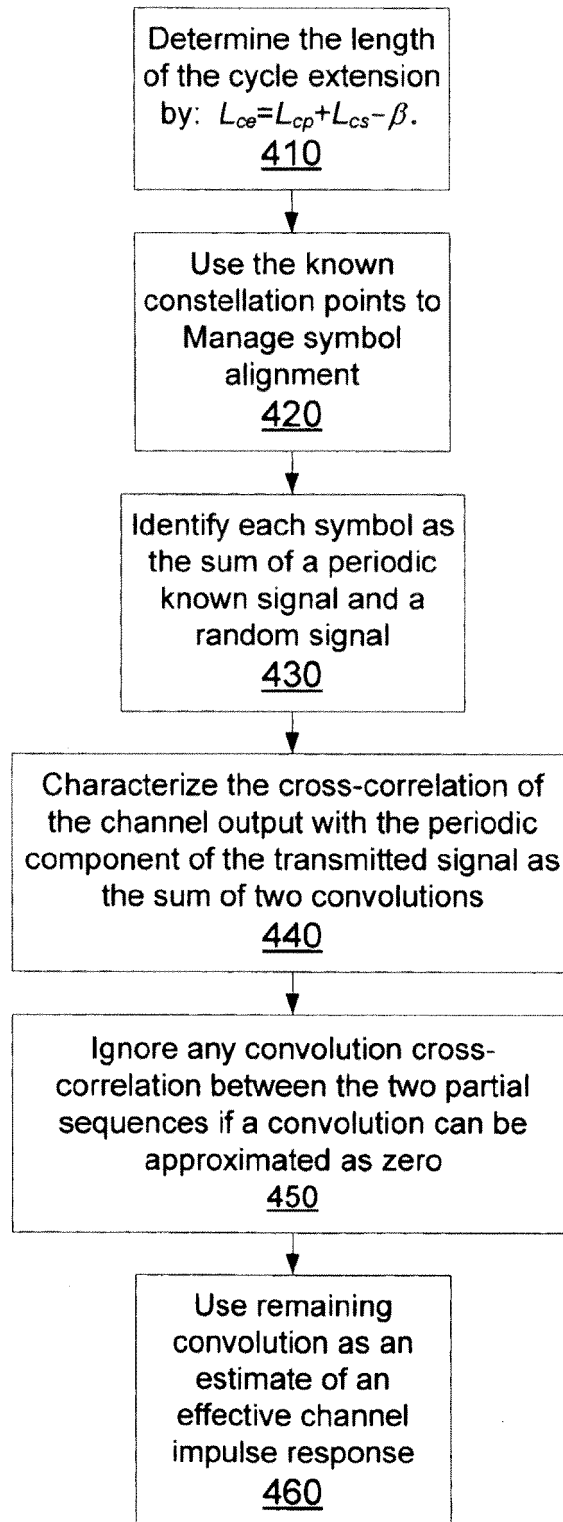 Determine the length
of the cycle extension
by: Lce=Lcp+Lcs-β.
410
Use the known
constellation points to
Manage symbol
alignment
420
Identify each symbol as
the sum of a periodic
known signal and a
random signal
430
Characterize the cross-correlation of
the channel output with the periodic
component of the transmitted signal as
the sum of two convolutions
440
Ignore any convolution cross-
correlation between the two partial
sequences if a convolution can be
approximated as zero
450
Use remaining
convolution as an
estimate of an
effective channel
impulse response
460